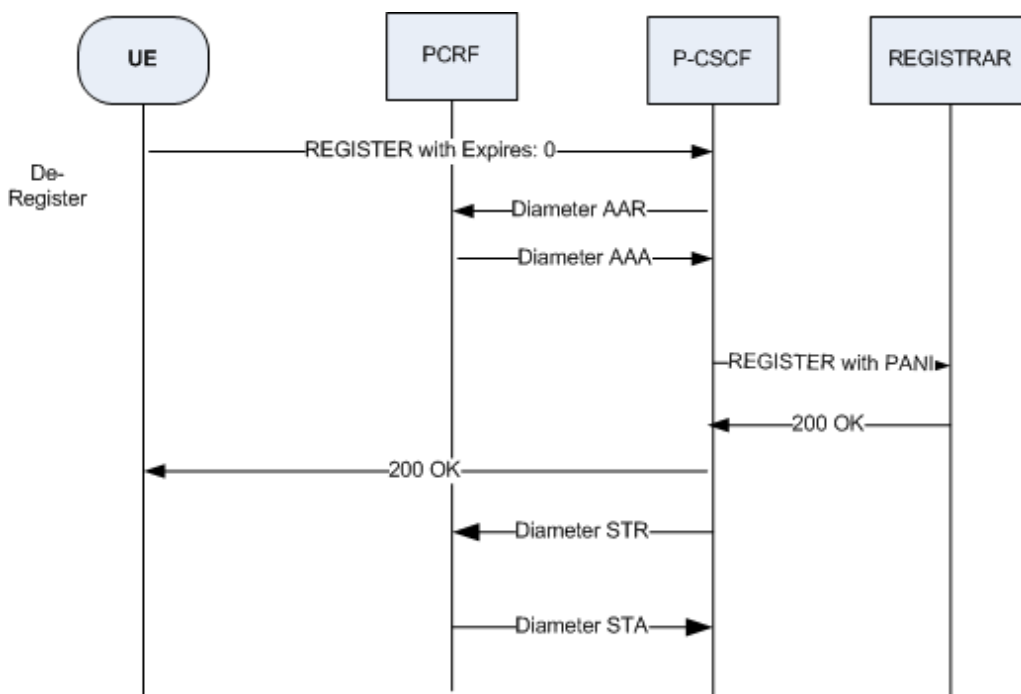 UE
PCRF
P-CSCF
REGISTRAR
REGISTER with Expires: 0
De-
Register
Diameter AAR
Diameter AAA
REGISTER with PANI
200 OK
200 OK
Diameter STR
Diameter STA